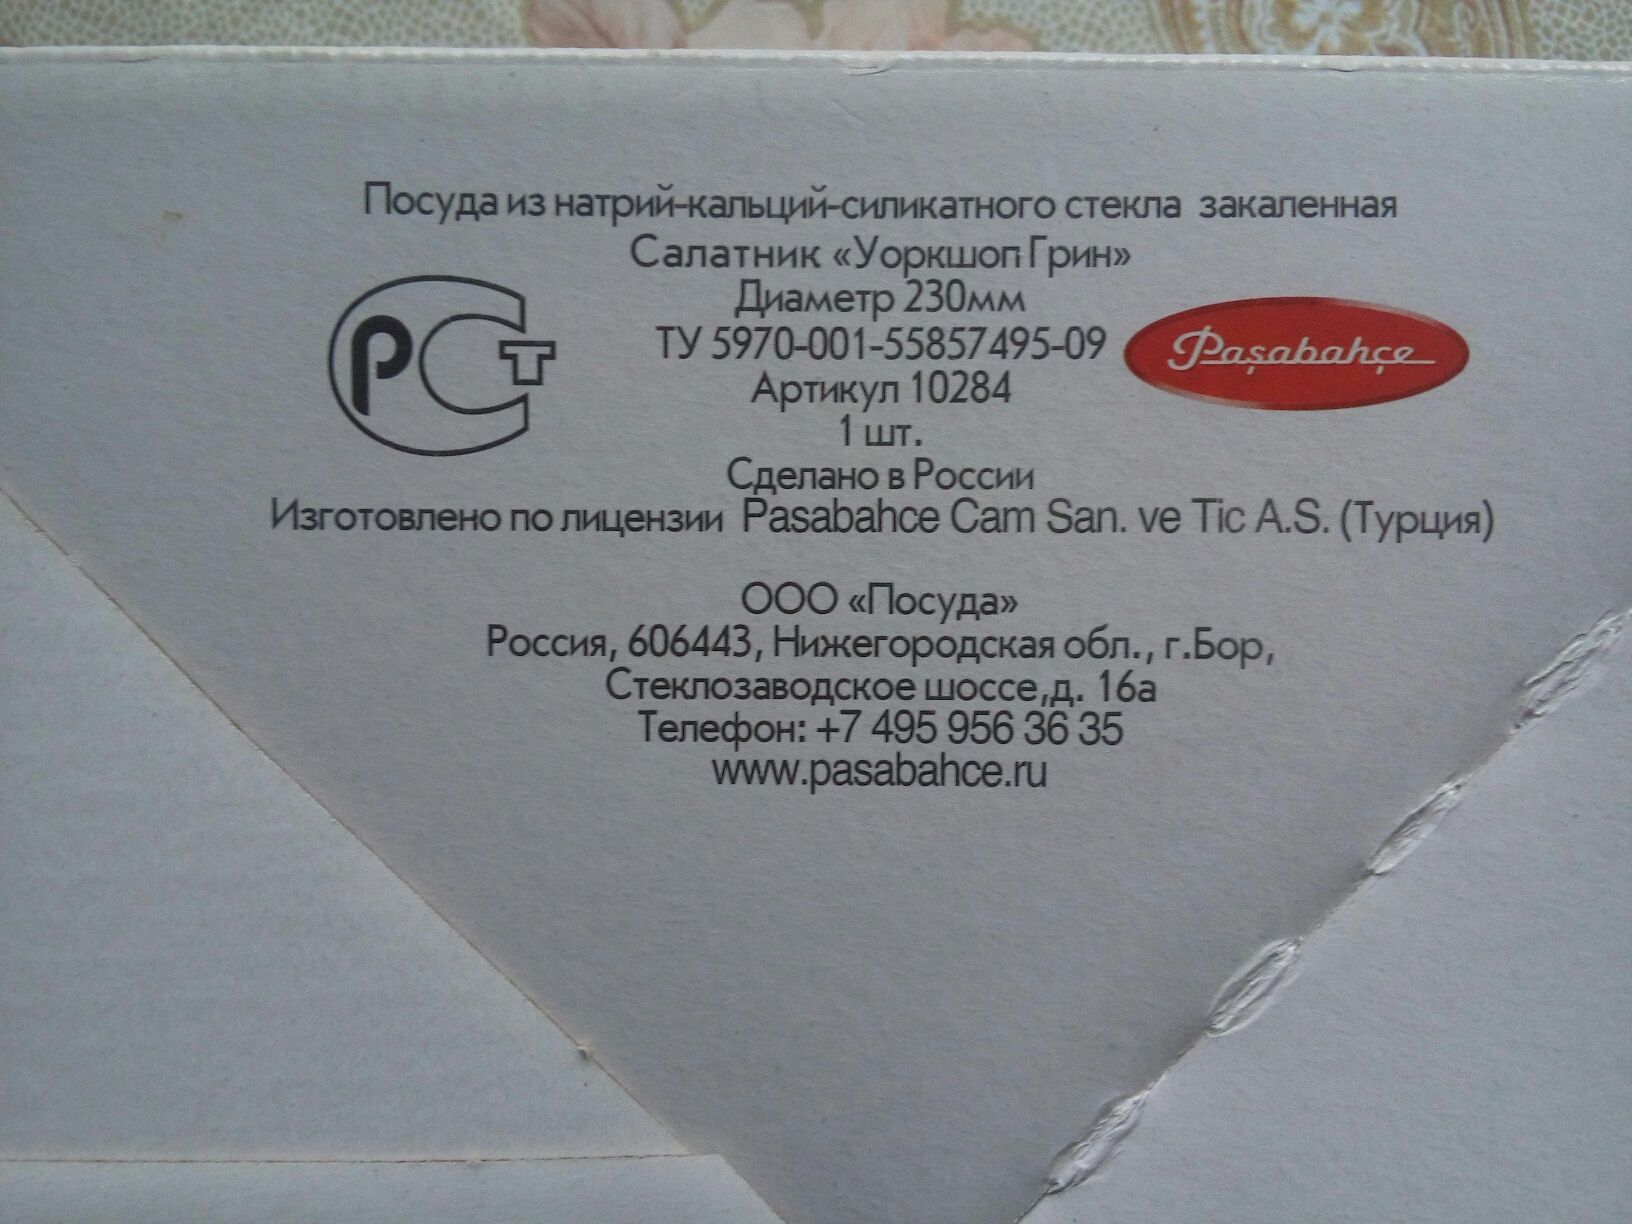 Посуда из натрий-кальций-силикатного стекла закаленная
Салатник «Уоркшоп Грин»
Диаметр 230мм
ТУ 5970-001-55857495-09
Артикул 10284
1 шт.
Сделано в России
Изготовлено по лицензии Pasabahce Cam San. ve Tic A.S. (Турция)
РСТ
Paşabahçe
ООО «Посуда»
Россия, 606443, Нижегородская обл., г.Бор,
Стеклозаводское шоссе,д. 16а
Телефон: +7 495 956 36 35
www.pasabahce.ru